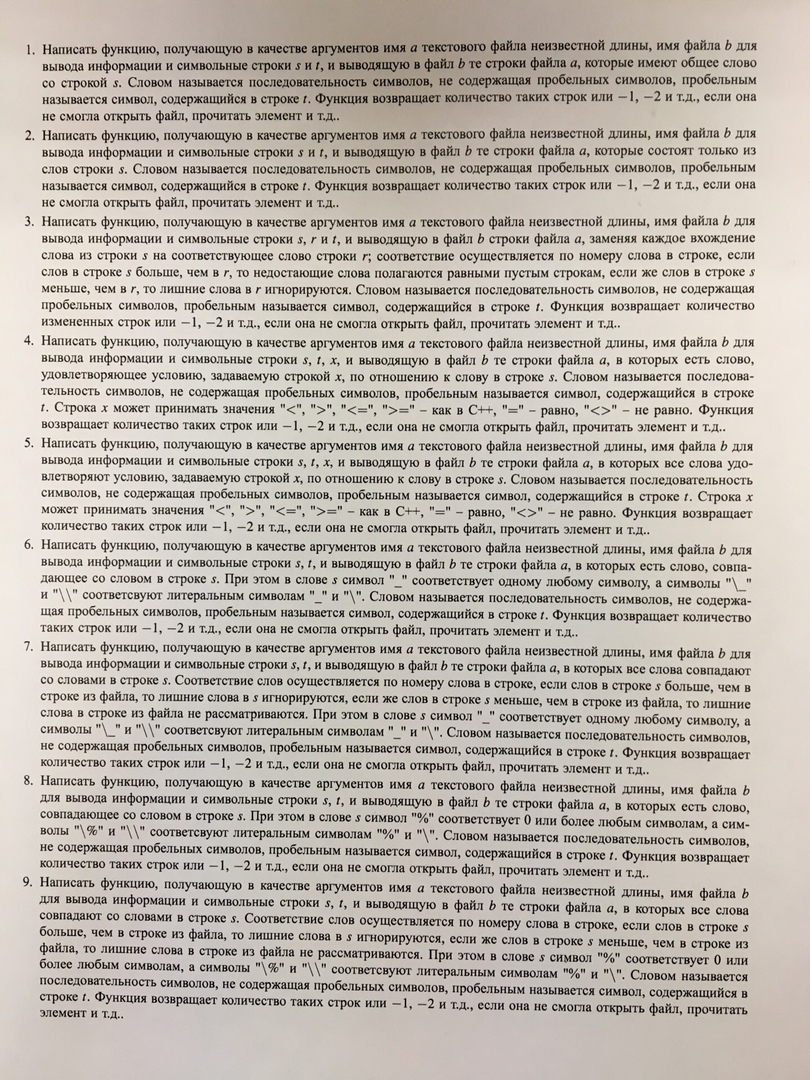 1. Написать функцию, получающую в качестве аргументов имя a текстового файла неизвестной длины, имя файла b для
вывода информации и символьные строки s и t, и выводящую в файл b те строки файла a, которые имеют общее слово
со строкой s. Словом называется последовательность символов, не содержащая пробельных символов, пробельным
называется символ, содержащийся в строке t. Функция возвращает количество таких строк или −1, −2 и т.д., если она
не смогла открыть файл, прочитать элемент и т.д..
2. Написать функцию, получающую в качестве аргументов имя a текстового файла неизвестной длины, имя файла b для
вывода информации и символьные строки s и t, и выводящую в файл b те строки файла a, которые состоят только из
слов строки s. Словом называется последовательность символов, не содержащая пробельных символов, пробельным
называется символ, содержащийся в строке t. Функция возвращает количество таких строк или −1, −2 и т.д., если она
не смогла открыть файл, прочитать элемент и т.д..
3. Написать функцию, получающую в качестве аргументов имя a текстового файла неизвестной длины, имя файла b для
вывода информации и символьные строки s, r и t, и выводящую в файл b строки файла a, заменяя каждое вхождение
слова из строки s на соответствующее слово строки r; соответствие осуществляется по номеру слова в строке, если
слов в строке s больше, чем в r, то недостающие слова полагаются равными пустым строкам, если же слов в строке s
меньше, чем в r, то лишние слова в r игнорируются. Словом называется последовательность символов, не содержащая
пробельных символов, пробельным называется символ, содержащийся в строке t. Функция возвращает количество
измененных строк или −1, −2 и т.д., если она не смогла открыть файл, прочитать элемент и т.д..
4. Написать функцию, получающую в качестве аргументов имя a текстового файла неизвестной длины, имя файла b для
вывода информации и символьные строки s, t, x, и выводящую в файл b те строки файла a, в которых есть слово,
удовлетворяющее условию, задаваемую строкой x, по отношению к слову в строке s. Словом называется последова-
тельность символов, не содержащая пробельных символов, пробельным называется символ, содержащийся в строке
t. Строка x может принимать значения "<", ">", "<=", ">=" – как в C++, "=" – равно, "<>" – не равно. Функция
возвращает количество таких строк или −1, −2 и т.д., если она не смогла открыть файл, прочитать элемент и т.д..
5. Написать функцию, получающую в качестве аргументов имя a текстового файла неизвестной длины, имя файла b для
вывода информации и символьные строки s, t, x, и выводящую в файл b те строки файла a, в которых все слова удо-
влетворяют условию, задаваемую строкой x, по отношению к слову в строке s. Словом называется последовательность
символов, не содержащая пробельных символов, пробельным называется символ, содержащийся в строке t. Строка x
может принимать значения "<", ">", "<=", ">=" – как в C++, "=" – равно, "<>" – не равно. Функция возвращает
количество таких строк или −1, −2 и т.д., если она не смогла открыть файл, прочитать элемент и т.д..
6. Написать функцию, получающую в качестве аргументов имя a текстового файла неизвестной длины, имя файла b для
вывода информации и символьные строки s, t, и выводящую в файл b те строки файла a, в которых есть слово, совпа-
дающее со словом в строке s. При этом в слове s символ "_" соответствует одному любому символу, а символы "\_"
и "\\" соответсвуют литеральным символам "_" и "\". Словом называется последовательность символов, не содержа-
щая пробельных символов, пробельным называется символ, содержащийся в строке t. Функция возвращает количество
таких строк или −1, −2 и т.д., если она не смогла открыть файл, прочитать элемент и т.д..
7. Написать функцию, получающую в качестве аргументов имя a текстового файла неизвестной длины, имя файла b для
вывода информации и символьные строки s, t, и выводящую в файл b те строки файла a, в которых все слова совпадают
со словами в строке s. Соответствие слов осуществляется по номеру слова в строке, если слов в строке s больше, чем в
строке из файла, то лишние слова в s игнорируются, если же слов в строке s меньше, чем в строке из файла, то лишние
слова в строке из файла не рассматриваются. При этом в слове s символ "_" соответствует одному любому символу, а
символы "\_" и "\\" соответсвуют литеральным символам "_" и "\". Словом называется последовательность символов,
не содержащая пробельных символов, пробельным называется символ, содержащийся в строке t. Функция возвращает
количество таких строк или −1, −2 и т.д., если она не смогла открыть файл, прочитать элемент и т.д..
8. Написать функцию, получающую в качестве аргументов имя a текстового файла неизвестной длины, имя файла b
для вывода информации и символьные строки s, t, и выводящую в файл b те строки файла a, в которых есть слово,
совпадающее со словом в строке s. При этом в слове s символ "%" соответствует 0 или более любым символам, а сим-
волы "\%" и "\\" соответсвуют литеральным символам "%" и "\". Словом называется последовательность символов,
не содержащая пробельных символов, пробельным называется символ, содержащийся в строке t. Функция возвращает
количество таких строк или −1, −2 и т.д., если она не смогла открыть файл, прочитать элемент и т.д..
9. Написать функцию, получающую в качестве аргументов имя a текстового файла неизвестной длины, имя файла b
для вывода информации и символьные строки s, t, и выводящую в файл b те строки файла a, в которых все слова
совпадают со словами в строке s. Соответствие слов осуществляется по номеру слова в строке, если слов в строке s
больше, чем в строке из файла, то лишние слова в s игнорируются, если же слов в строке s меньше, чем в строке из
файла, то лишние слова в строке из файла не рассматриваются. При этом в слове s символ "%" соответствует 0 или
более любым символам, а символы "\%" и "\\" соответсвуют литеральным символам "%" и "\". Словом называется
последовательность символов, не содержащая пробельных символов, пробельным называется символ, содержащийся в
строке t. Функция возвращает количество таких строк или −1, −2 и т.д., если она не смогла открыть файл, прочитать
элемент и т.д..